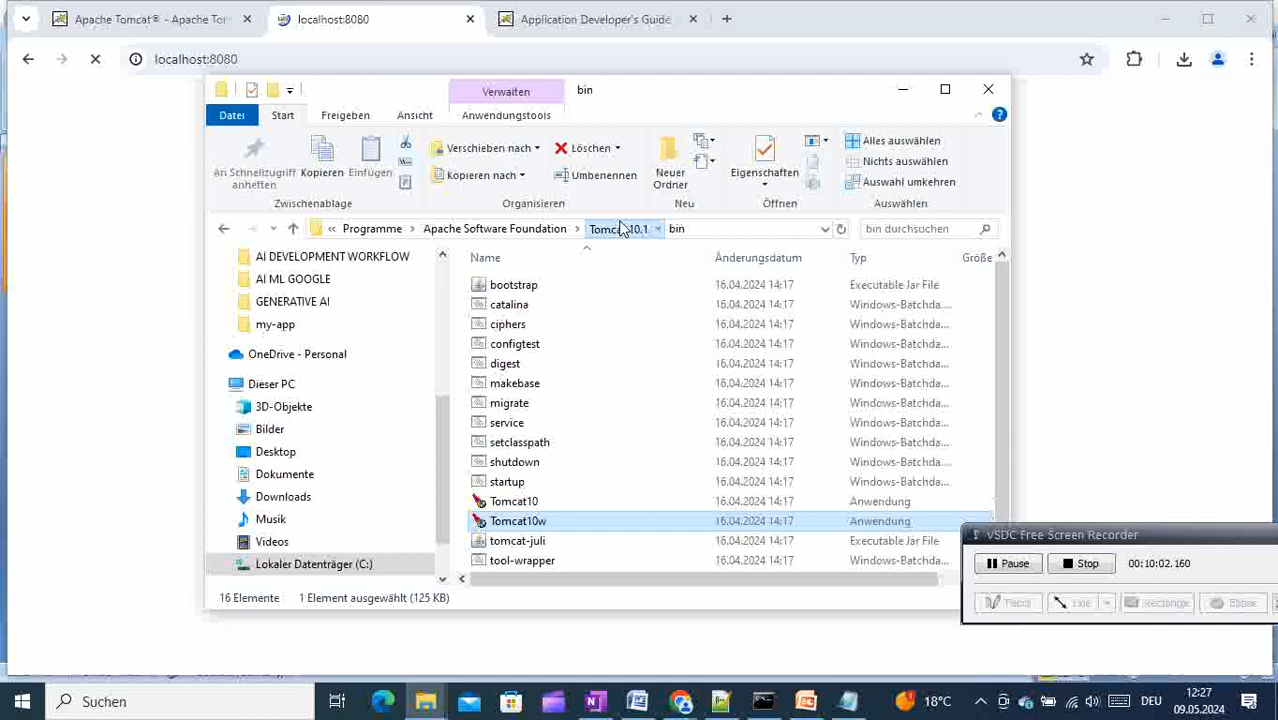 Apache Tomcat® - Apache Tom
localhost:8080
Application Developer's Guide
localhost:8080
Verwalten
bin
Datei
Start
Freigeben
Ansicht
Anwendungstools
An Schnellzugriff
anheften
Kopieren
Einfügen
Verschieben nach
Kopieren nach
Löschen
Umbenennen
Neuer
Ordner
Eigenschaften
Alles auswählen
Nichts auswählen
Auswahl umkehren
Zwischenablage
Organisieren
Neu
Öffnen
Auswählen
« Programme > Apache Software Foundation > 10.1 bin
bin durchsuchen
AI DEVELOPMENT WORKFLOW
AI ML GOOGLE
GENERATIVE AI
my-app
OneDrive - Personal
Dieser PC
3D-Objekte
Bilder
Desktop
Dokumente
Downloads
Musik
Videos
Lokaler Datenträger (C:)
Name Änderungsdatum Typ Größe
bootstrap 16.04.2024 14:17 Executable Jar File
catalina 16.04.2024 14:17 Windows-Batchda...
ciphers 16.04.2024 14:17 Windows-Batchda...
configtest 16.04.2024 14:17 Windows-Batchda...
digest 16.04.2024 14:17 Windows-Batchda...
makebase 16.04.2024 14:17 Windows-Batchda...
migrate 16.04.2024 14:17 Windows-Batchda...
service 16.04.2024 14:17 Windows-Batchda...
setclasspath 16.04.2024 14:17 Windows-Batchda...
shutdown 16.04.2024 14:17 Windows-Batchda...
startup 16.04.2024 14:17 Windows-Batchda...
Tomcat10 16.04.2024 14:17 Anwendung
Tomcat10w 16.04.2024 14:17 Anwendung
tomcat-juli 16.04.2024 14:17 Executable Jar File
tool-wrapper 16.04.2024 14:17 Windows-Batchda...
16 Elemente 1 Element ausgewählt (125 KB)
VSDC Free Screen Recorder
Pause
Stop
00:10:02.160
Pencil
Line
Rectangle
Ellipse
Suchen
18°C
DEU
12:27
09.05.2024